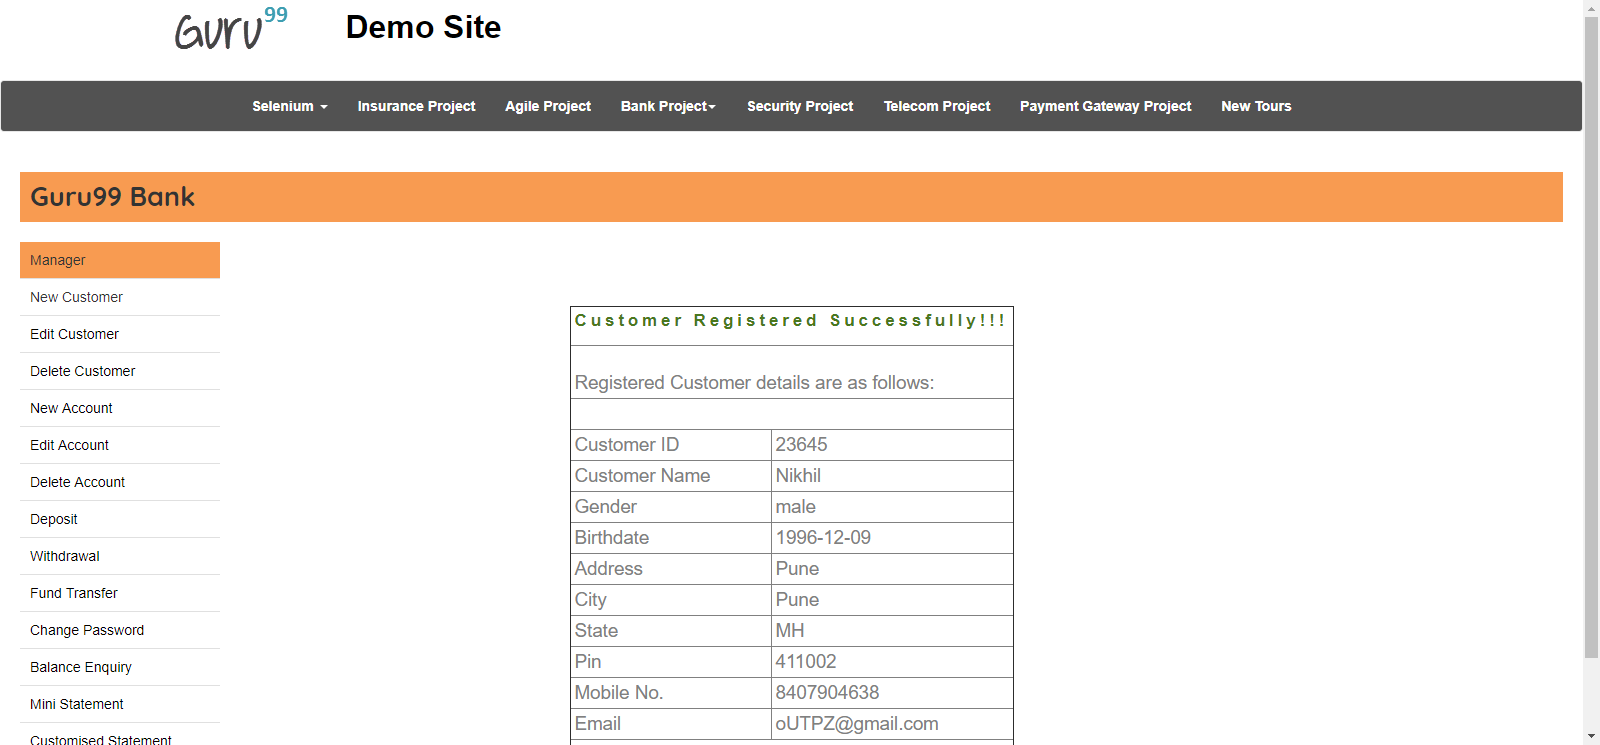 Guru99 Demo Site
Selenium Insurance Project Agile Project Bank Project Security Project Telecom Project Payment Gateway Project New Tours
Guru99 Bank
Manager
New Customer
Edit Customer
Delete Customer
New Account
Edit Account
Delete Account
Deposit
Withdrawal
Fund Transfer
Change Password
Balance Enquiry
Mini Statement
Customised Statement
Customer Registered Successfully!!!
Registered Customer details are as follows:
Customer ID 23645
Customer Name Nikhil
Gender male
Birthdate 1996-12-09
Address Pune
City Pune
State MH
Pin 411002
Mobile No. 8407904638
Email oUTPZ@gmail.com